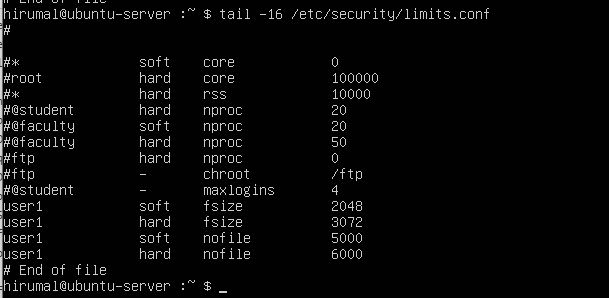 # End of file
hirumal@ubuntu-server :~ $ tail -16 /etc/security/limits.conf
#
#* soft core 0
#root hard core 100000
#* hard rss 10000
#@student hard nproc 20
#@faculty soft nproc 20
#@faculty hard nproc 50
#ftp hard nproc 0
#ftp - chroot /ftp
#@student - maxlogins 4
user1 soft fsize 2048
user1 hard fsize 3072
user1 soft nofile 5000
user1 hard nofile 6000
# End of file
hirumal@ubuntu-server :~ $ _